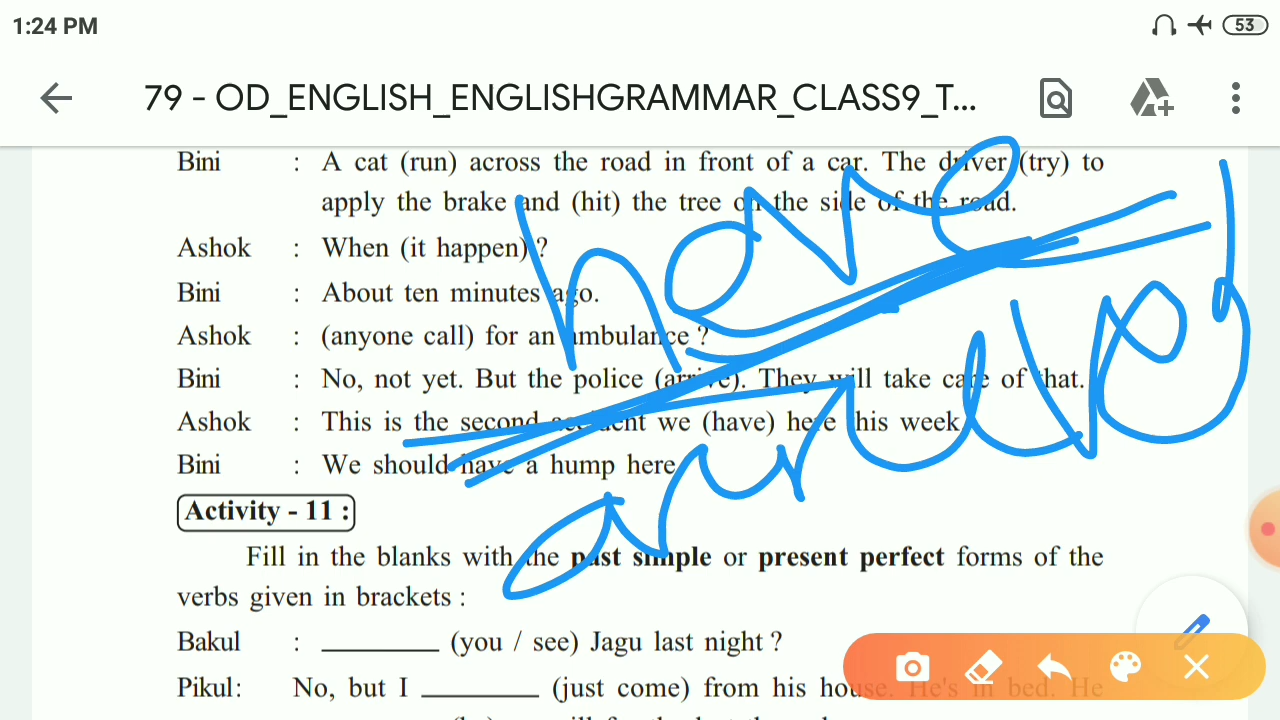 1:24 PM
53
79 - OD_ENGLISH_ENGLISHGRAMMAR_CLASS9_T...
Bini : A cat (run) across the road in front of a car. The driver (try) to
apply the brake and (hit) the tree on the side of the road.
Ashok : When (it happen) ?
Bini : About ten minutes ago.
Ashok : (anyone call) for an ambulance ?
Bini : No, not yet. But the police (arrive). They will take care of that.
Ashok : This is the second accident we (have) here this week
Bini : We should have a hump here
have
arrived
Activity - 11 :
Fill in the blanks with the past simple or present perfect forms of the
verbs given in brackets :
Bakul : ________ (you / see) Jagu last night ?
Pikul: No, but I ________ (just come) from his house. He's in bed. He